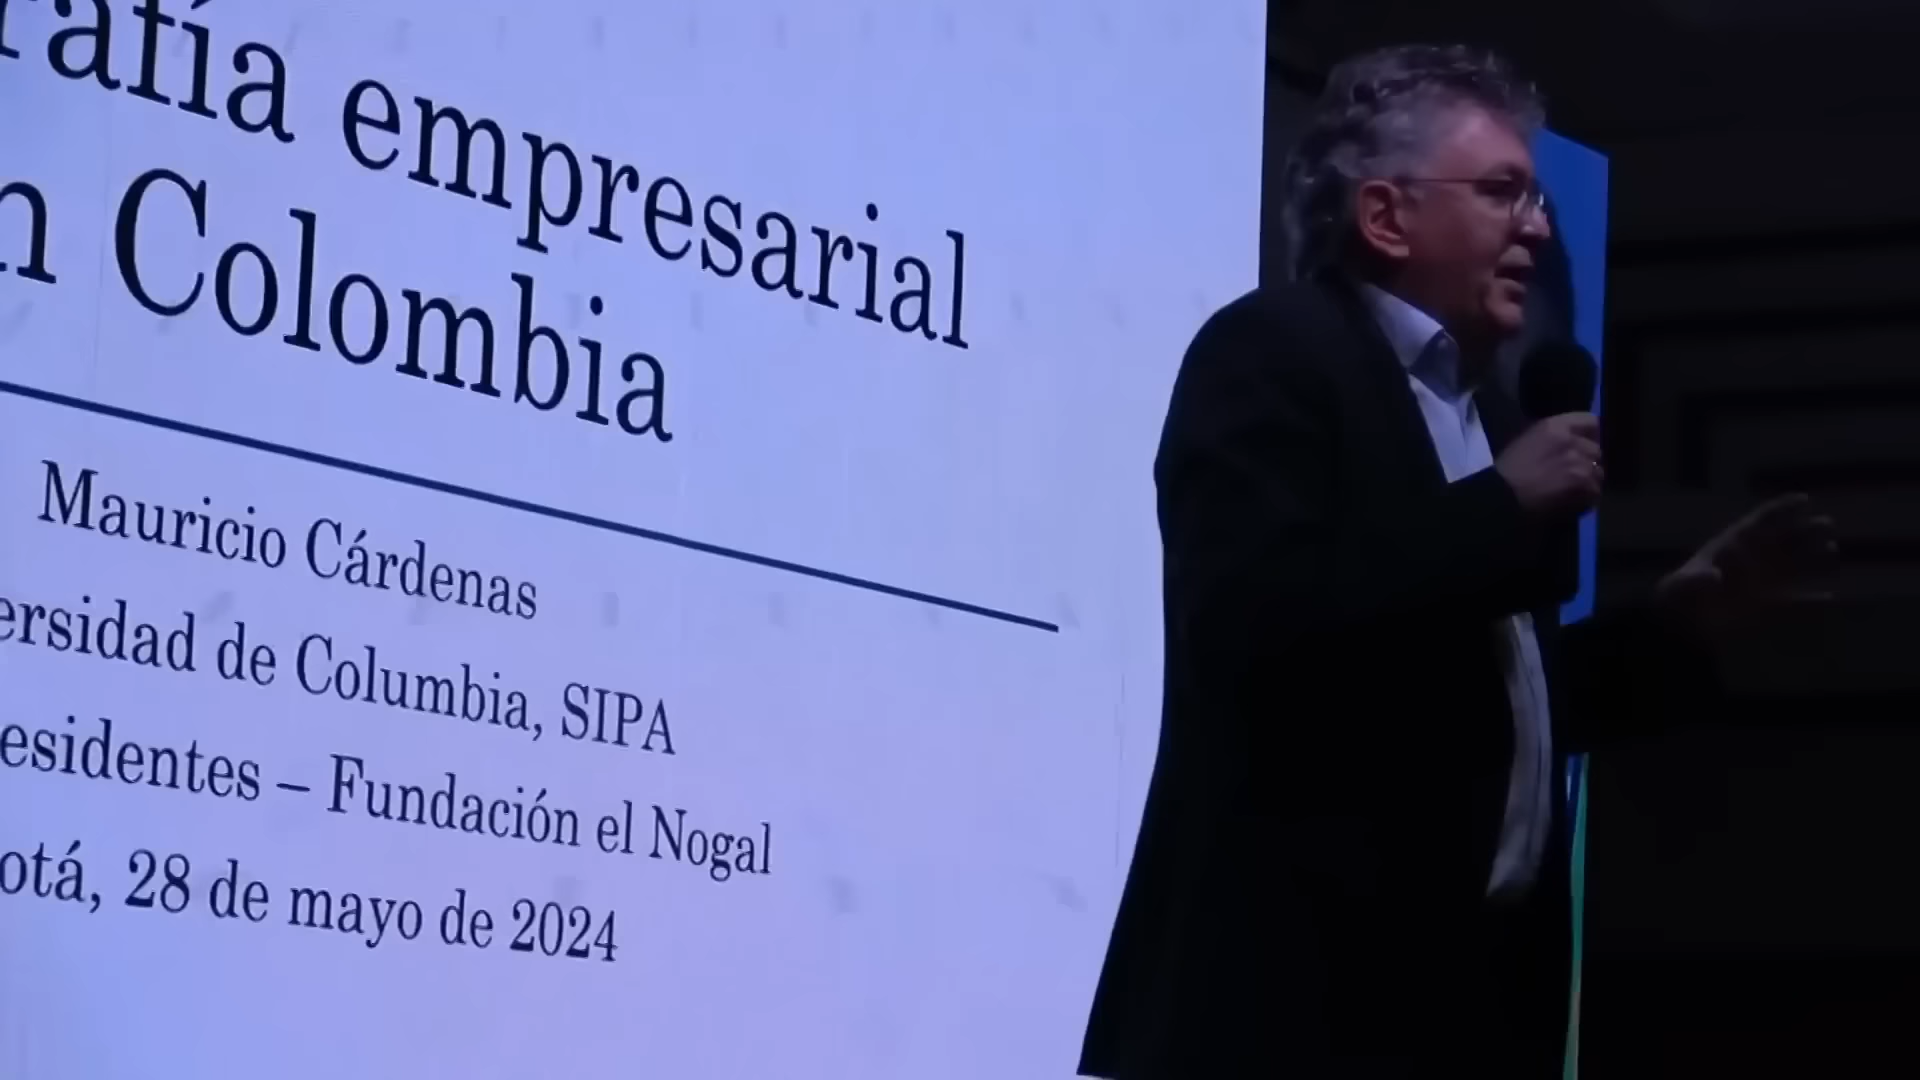 rafía empresarial
n Colombia
Mauricio Cárdenas
ersidad de Columbia, SIPA
esidentes – Fundación el Nogal
otá, 28 de mayo de 2024